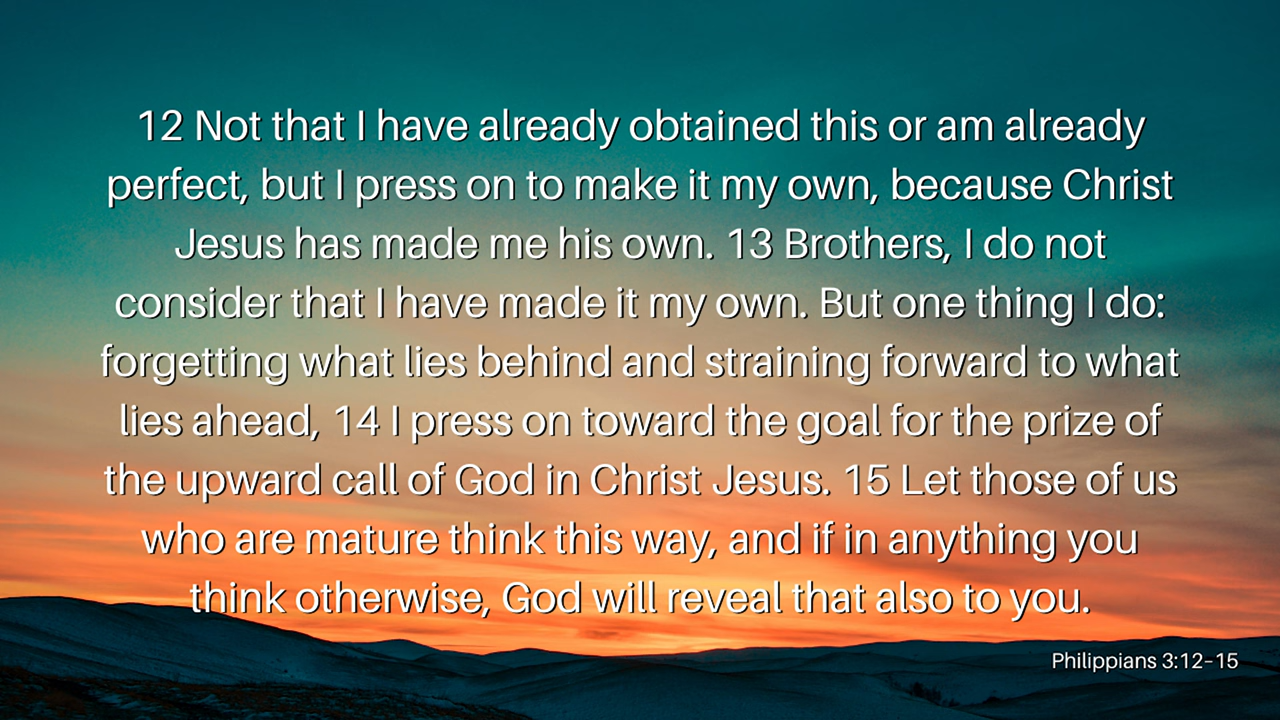 12 Not that I have already obtained this or am already
perfect, but I press on to make it my own, because Christ
Jesus has made me his own. 13 Brothers, I do not
consider that I have made it my own. But one thing I do:
forgetting what lies behind and straining forward to what
lies ahead, 14 I press on toward the goal for the prize of
the upward call of God in Christ Jesus. 15 Let those of us
who are mature think this way, and if in anything you
think otherwise, God will reveal that also to you.
Philippians 3:12–15